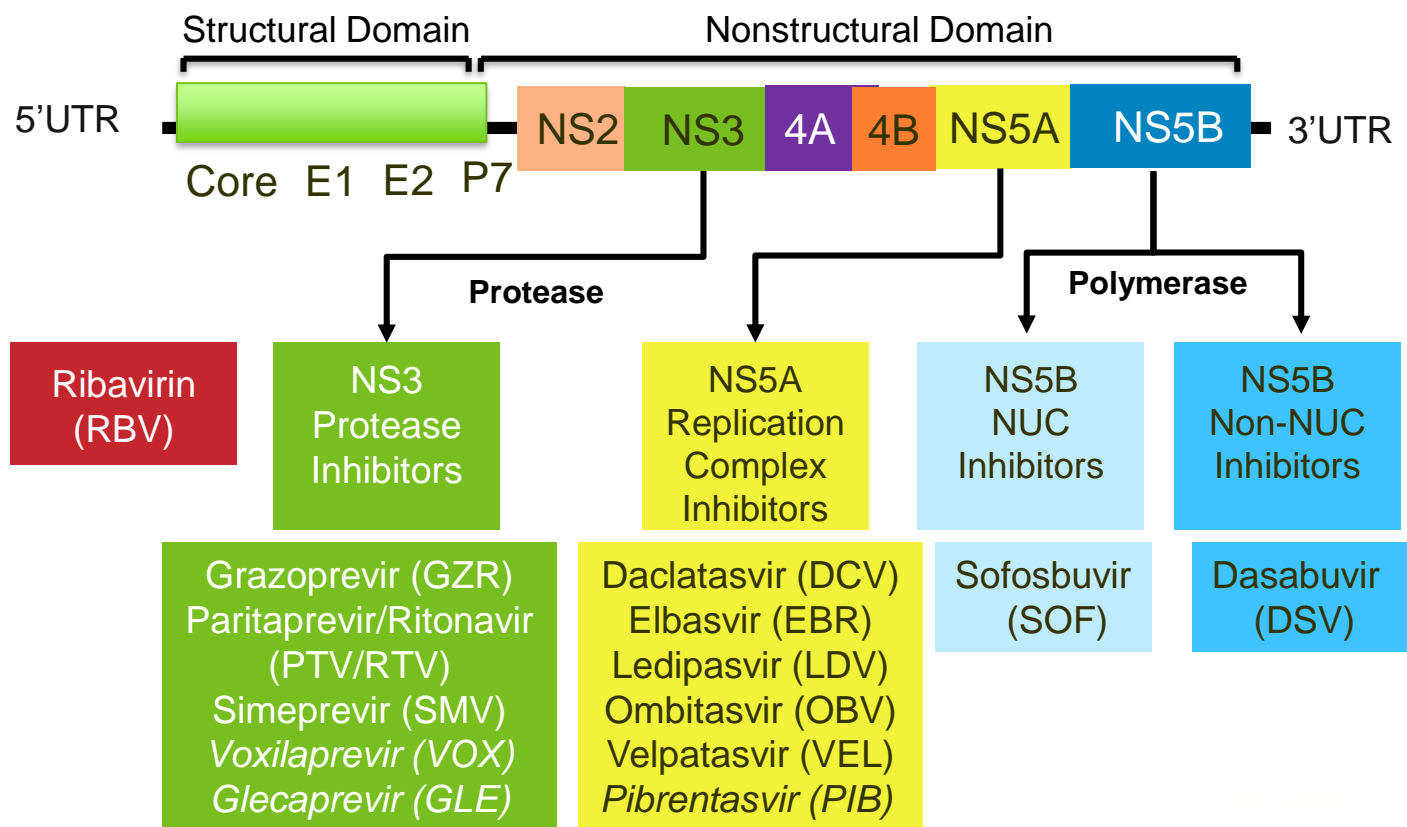 Structural Domain
Nonstructural Domain
5’UTR
NS2
NS3
4A
4B
NS5A
NS5B
3’UTR
Core
E1
E2
P7
Protease
Polymerase
Ribavirin
(RBV)
NS3
Protease
Inhibitors
NS5A
Replication
Complex
Inhibitors
NS5B
NUC
Inhibitors
NS5B
Non-NUC
Inhibitors
Grazoprevir (GZR)
Paritaprevir/Ritonavir
(PTV/RTV)
Simeprevir (SMV)
Voxilaprevir (VOX)
Glecaprevir (GLE)
Daclatasvir (DCV)
Elbasvir (EBR)
Ledipasvir (LDV)
Ombitasvir (OBV)
Velpatasvir (VEL)
Pibrentasvir (PIB)
Sofosbuvir
(SOF)
Dasabuvir
(DSV)